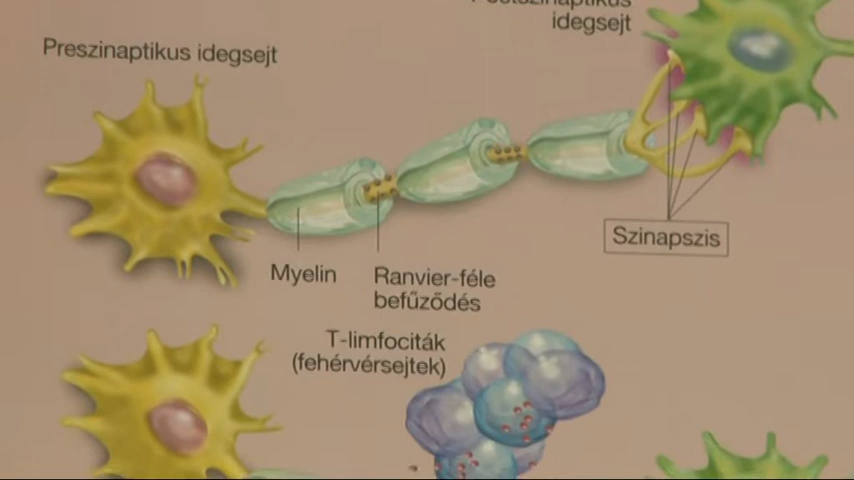 Preszinaptikus idegsejt
idegsejt
Szinapszis
Myelin
Ranvier-féle
befűződés
T-limfociták
(fehérvérsejtek)